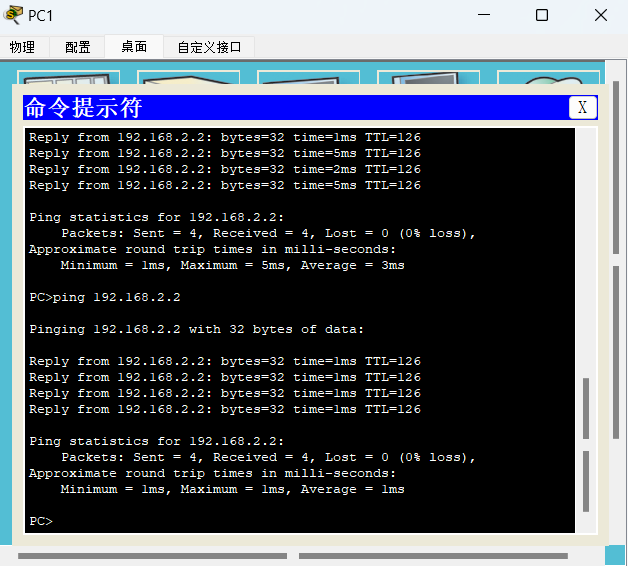 PC1
物理 配置 桌面 自定义接口
命令提示符 X
Reply from 192.168.2.2: bytes=32 time=1ms TTL=126
Reply from 192.168.2.2: bytes=32 time=5ms TTL=126
Reply from 192.168.2.2: bytes=32 time=2ms TTL=126
Reply from 192.168.2.2: bytes=32 time=5ms TTL=126
Ping statistics for 192.168.2.2:
Packets: Sent = 4, Received = 4, Lost = 0 (0% loss),
Approximate round trip times in milli-seconds:
Minimum = 1ms, Maximum = 5ms, Average = 3ms
PC>ping 192.168.2.2
Pinging 192.168.2.2 with 32 bytes of data:
Reply from 192.168.2.2: bytes=32 time=1ms TTL=126
Reply from 192.168.2.2: bytes=32 time=1ms TTL=126
Reply from 192.168.2.2: bytes=32 time=1ms TTL=126
Reply from 192.168.2.2: bytes=32 time=1ms TTL=126
Ping statistics for 192.168.2.2:
Packets: Sent = 4, Received = 4, Lost = 0 (0% loss),
Approximate round trip times in milli-seconds:
Minimum = 1ms, Maximum = 1ms, Average = 1ms
PC>